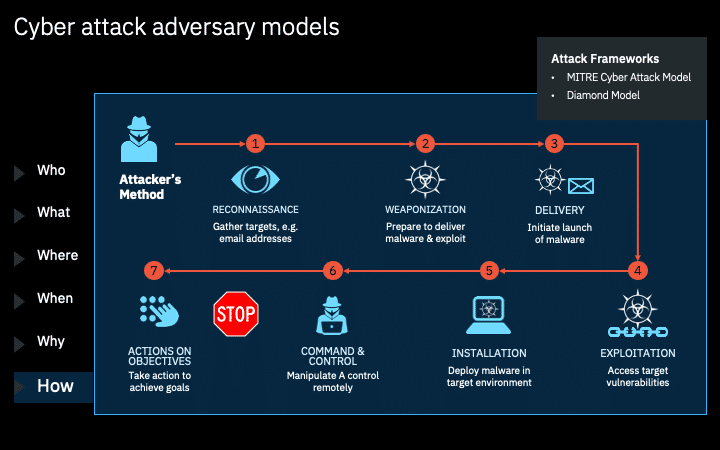 Cyber attack adversary models
Attack Frameworks
• MITRE Cyber Attack Model
• Diamond Model
Who
What
Where
When
Why
How
Attacker's
Method
1
2
3
RECONNAISSANCE
Gather targets, e.g.
email addresses
WEAPONIZATION
Prepare to deliver
malware & exploit
DELIVERY
Initiate launch
of malware
7
6
5
4
STOP
ACTIONS ON
OBJECTIVES
Take action to
achieve goals
COMMAND &
CONTROL
Manipulate A control
remotely
INSTALLATION
Deploy malware in
target environment
EXPLOITATION
Access target
vulnerabilities